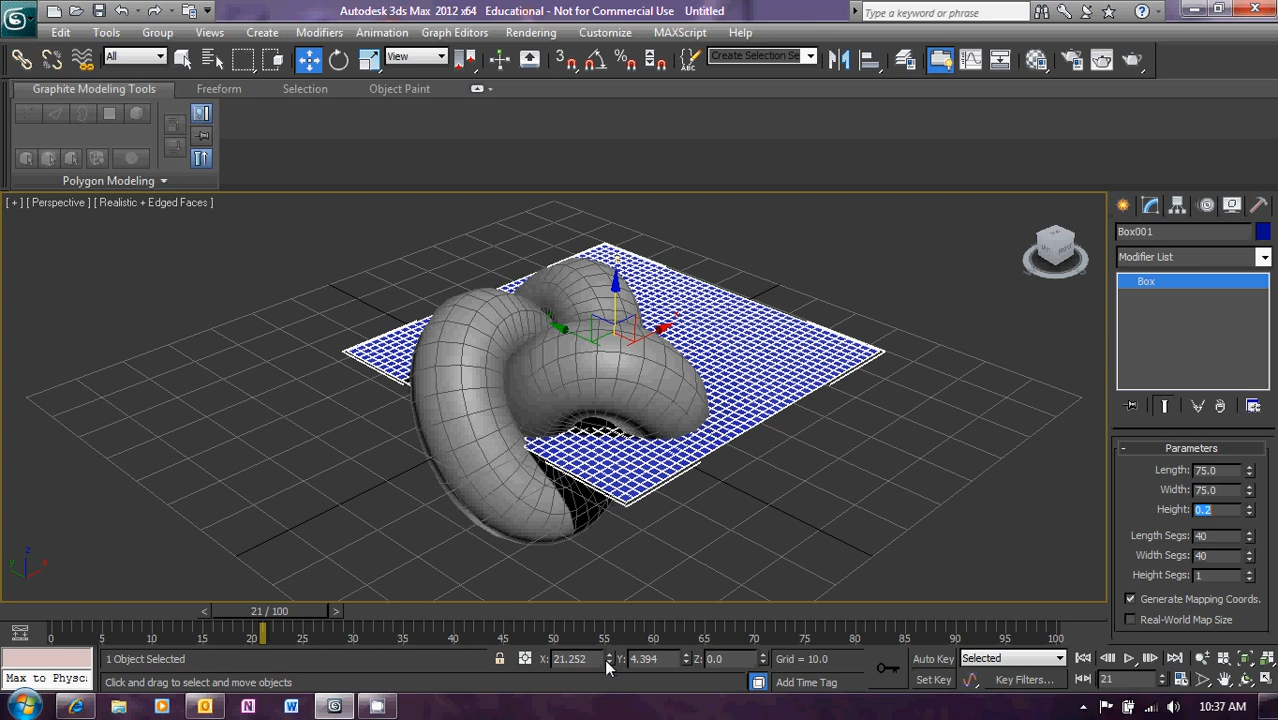 Autodesk 3ds Max 2012 x64 Educational - Not for Commercial Use Untitled
Type a keyword or phrase
Edit Tools Group Views Create Modifiers Animation Graph Editors Rendering Customize MAXScript Help
All View Create Selection Se
Graphite Modeling Tools Freeform Selection Object Paint
Polygon Modeling
[ + ] [ Perspective ] [ Realistic + Edged Faces ]
Box001
Modifier List
Box
Parameters
Length: 75.0
Width: 75.0
Height: 0.2
Length Segs: 40
Width Segs: 40
Height Segs: 1
Generate Mapping Coords.
Real-World Map Size
z
x
21 / 100
0 5 10 15 20 25 30 35 40 45 50 55 60 65 70 75 80 85 90 95 100
1 Object Selected X: 21.252 Y: 4.394 Z: 0.0 Grid = 10.0 Auto Key Selected
Max to Physc. Click and drag to select and move objects Add Time Tag Set Key Key Filters... 21
10:37 AM